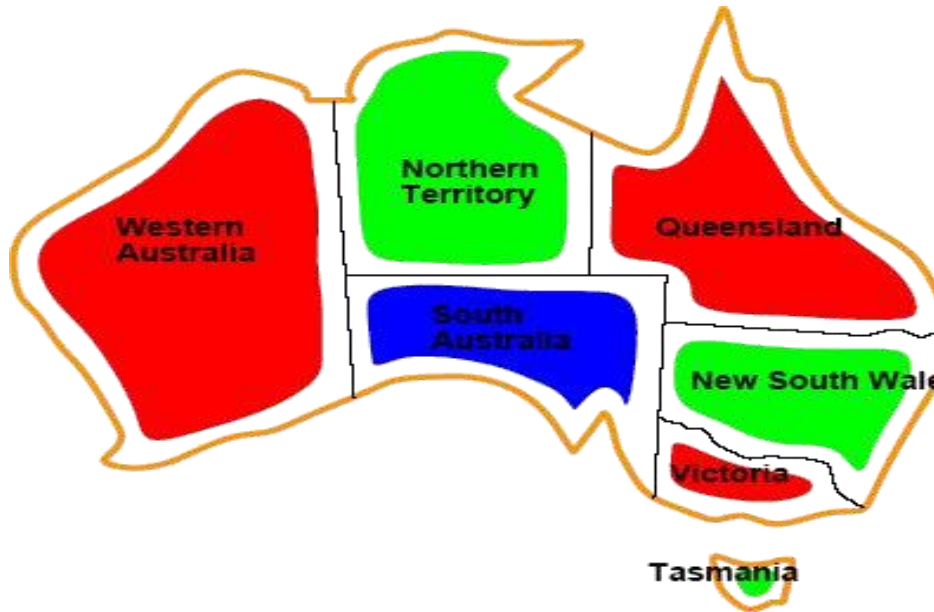 Northern
Territory
Western
Australia
Queensland
South
Australia
New South Wale
Victoria
Tasmania